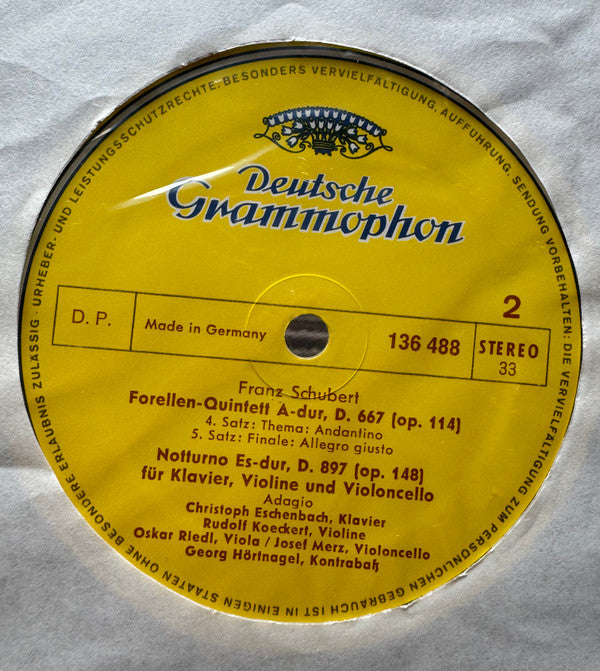 Deutsche
Grammophon
2
D. P.
Made in Germany
136 488
STEREO
33
Franz Schubert
Forellen-Quintett A-dur, D. 667 (op. 114)
4. Satz: Thema: Andantino
5. Satz: Finale: Allegro giusto
Notturno Es-dur, D. 897 (op. 148)
für Klavier, Violine und Violoncello
Adagio
Christoph Eschenbach, Klavier
Rudolf Koeckert, Violine
Oskar Riedl, Viola / Josef Merz, Violoncello
Georg Hörtnagel, Kontrabaß
URHEBER- UND LEISTUNGSSCHUTZRECHTE, BESONDERS VERVIELFÄLTIGUNG, AUFFÜHRUNG, SENDUNG VORBEHALTEN: DIE VERVIELFÄLTIGUNG ZUM PERSÖNLICHEN GEBRAUCH IST IN EINIGEN STAATEN OHNE BESONDERE ERLAUBNIS ZULÄSSIG ·